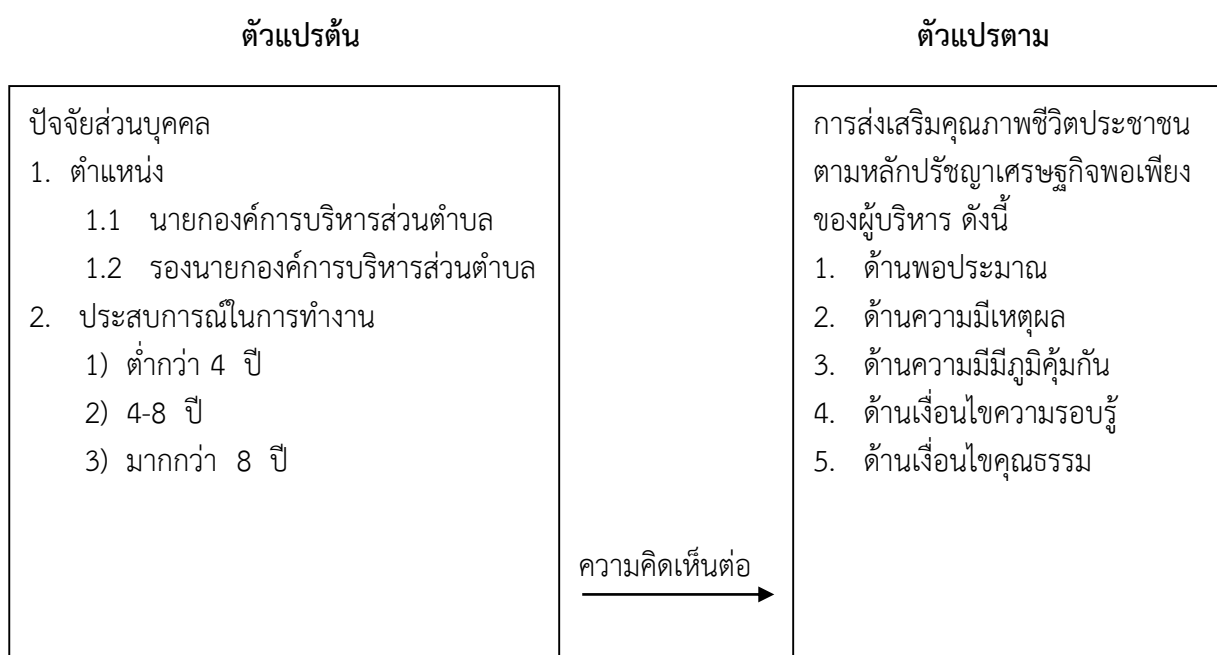 ตัวแปรต้น
ปัจจัยส่วนบุคคล
1. ตำแหน่ง
1.1 นายกองค์การบริหารส่วนตำบล
1.2 รองนายกองค์การบริหารส่วนตำบล
2. ประสบการณ์ในการทำงาน
1) ต่ำกว่า 4 ปี
2) 4-8 ปี
3) มากกว่า 8 ปี
ความคิดเห็นต่อ
ตัวแปรตาม
การส่งเสริมคุณภาพชีวิตประชาชน
ตามหลักปรัชญาเศรษฐกิจพอเพียง
ของผู้บริหาร ดังนี้
1. ด้านพอประมาณ
2. ด้านความมีเหตุผล
3. ด้านความมีมีภูมิคุ้มกัน
4. ด้านเงื่อนไขความรอบรู้
5. ด้านเงื่อนไขคุณธรรม